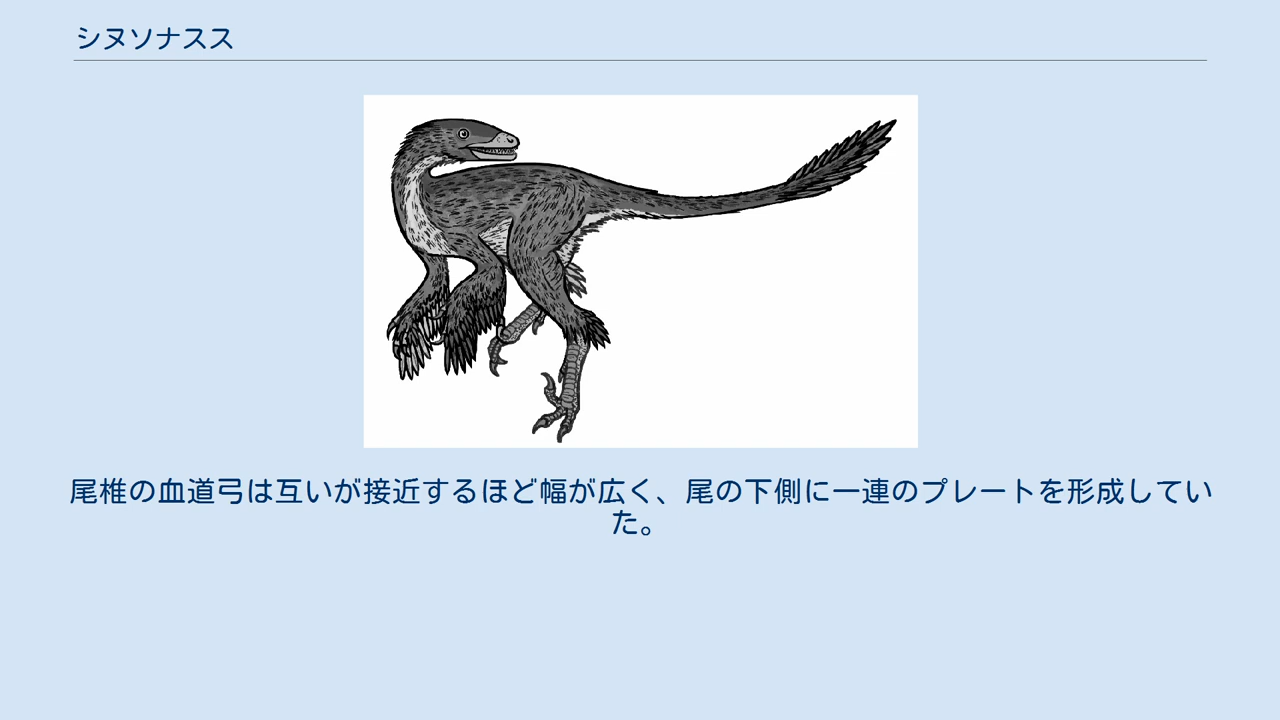 シヌソナスス
尾椎の血道弓は互いが接近するほど幅が広く、尾の下側に一連のプレートを形成してい
た。